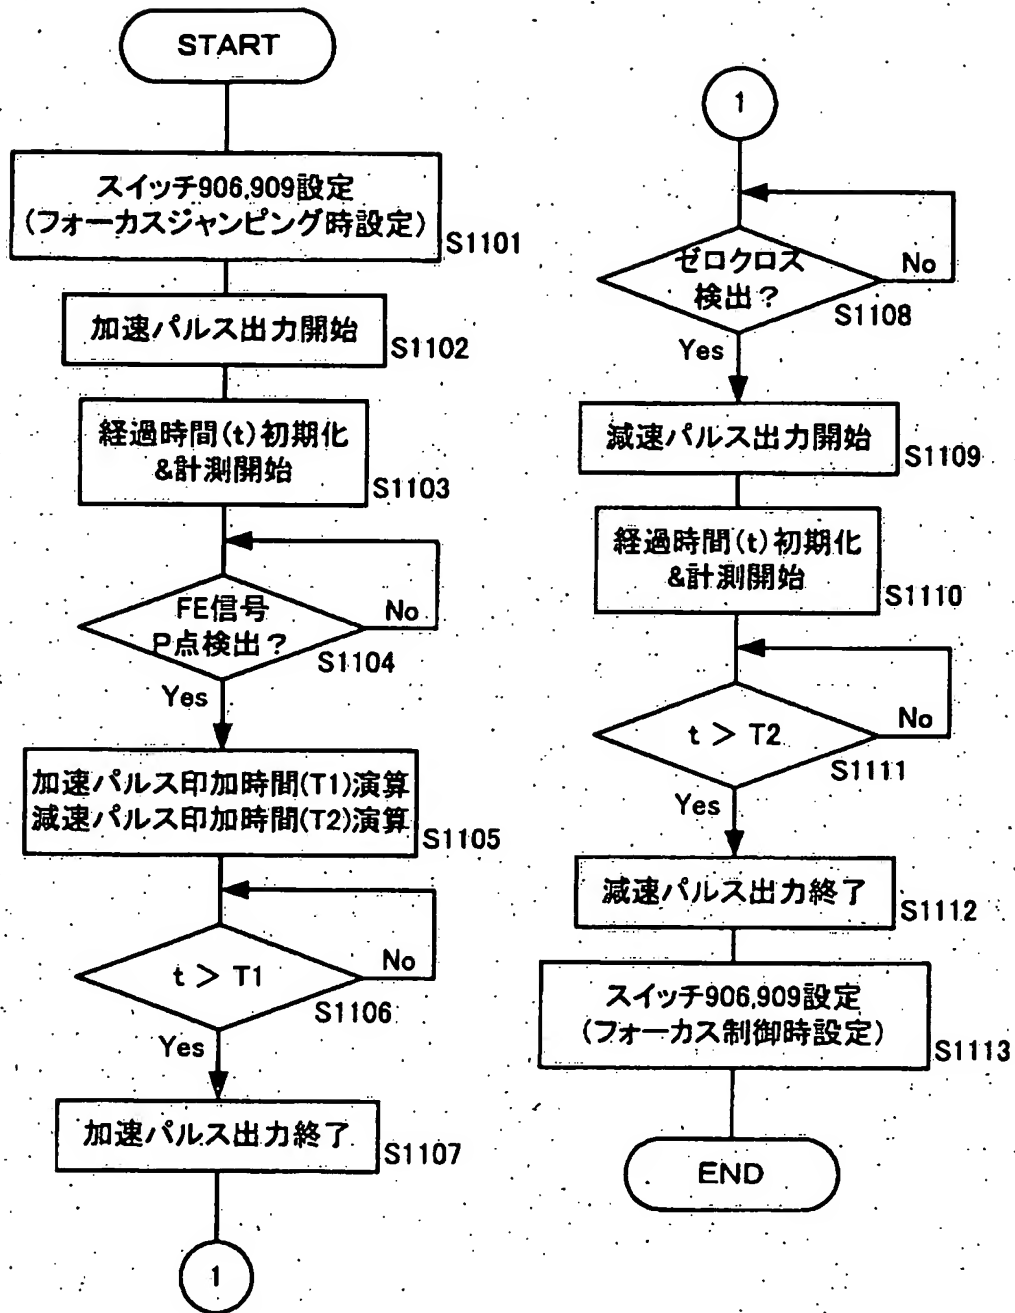 START
スイッチ906,909設定
(フォーカスジャンピング時設定)
S1101
加速パルス出力開始
S1102
経過時間(t)初期化
&計測開始
S1103
FE信号
P点検出？
No
S1104
Yes
加速パルス印加時間(T1)演算
減速パルス印加時間(T2)演算
S1105
t > T1
No
S1106
Yes
加速パルス出力終了
S1107
1
1
ゼロクロス
検出？
No
S1108
Yes
減速パルス出力開始
S1109
経過時間(t)初期化
&計測開始
S1110
t > T2
No
S1111
Yes
減速パルス出力終了
S1112
スイッチ906,909設定
(フォーカス制御時設定)
S1113
END